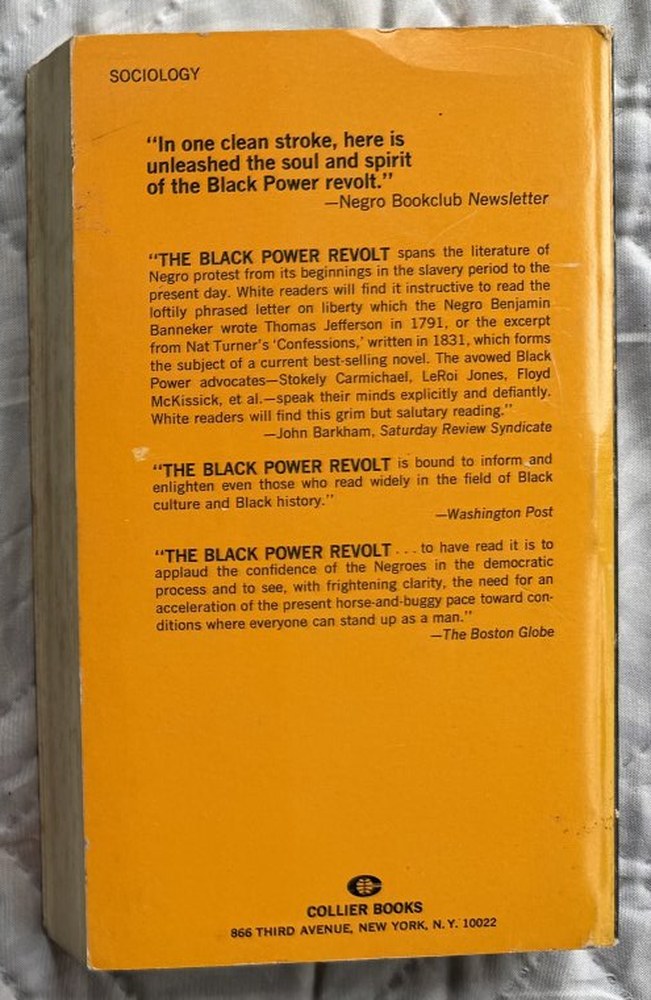 SOCIOLOGY
“In one clean stroke, here is
unleashed the soul and spirit
of the Black Power revolt.”
—Negro Bookclub Newsletter
“THE BLACK POWER REVOLT spans the literature of
Negro protest from its beginnings in the slavery period to the
present day. White readers will find it instructive to read the
loftily phrased letter on liberty which the Negro Benjamin
Banneker wrote Thomas Jefferson in 1791, or the excerpt
from Nat Turner's ‘Confessions,’ written in 1831, which forms
the subject of a current best-selling novel. The avowed Black
Power advocates—Stokely Carmichael, LeRoi Jones, Floyd
McKissick, et al.—speak their minds explicitly and defiantly.
White readers will find this grim but salutary reading.”
—John Barkham, Saturday Review Syndicate
“THE BLACK POWER REVOLT is bound to inform and
enlighten even those who read widely in the field of Black
culture and Black history.”
—Washington Post
“THE BLACK POWER REVOLT . . . to have read it is to
applaud the confidence of the Negroes in the democratic
process and to see, with frightening clarity, the need for an
acceleration of the present horse-and-buggy pace toward con-
ditions where everyone can stand up as a man.”
—The Boston Globe
COLLIER BOOKS
866 THIRD AVENUE, NEW YORK, N.Y. 10022